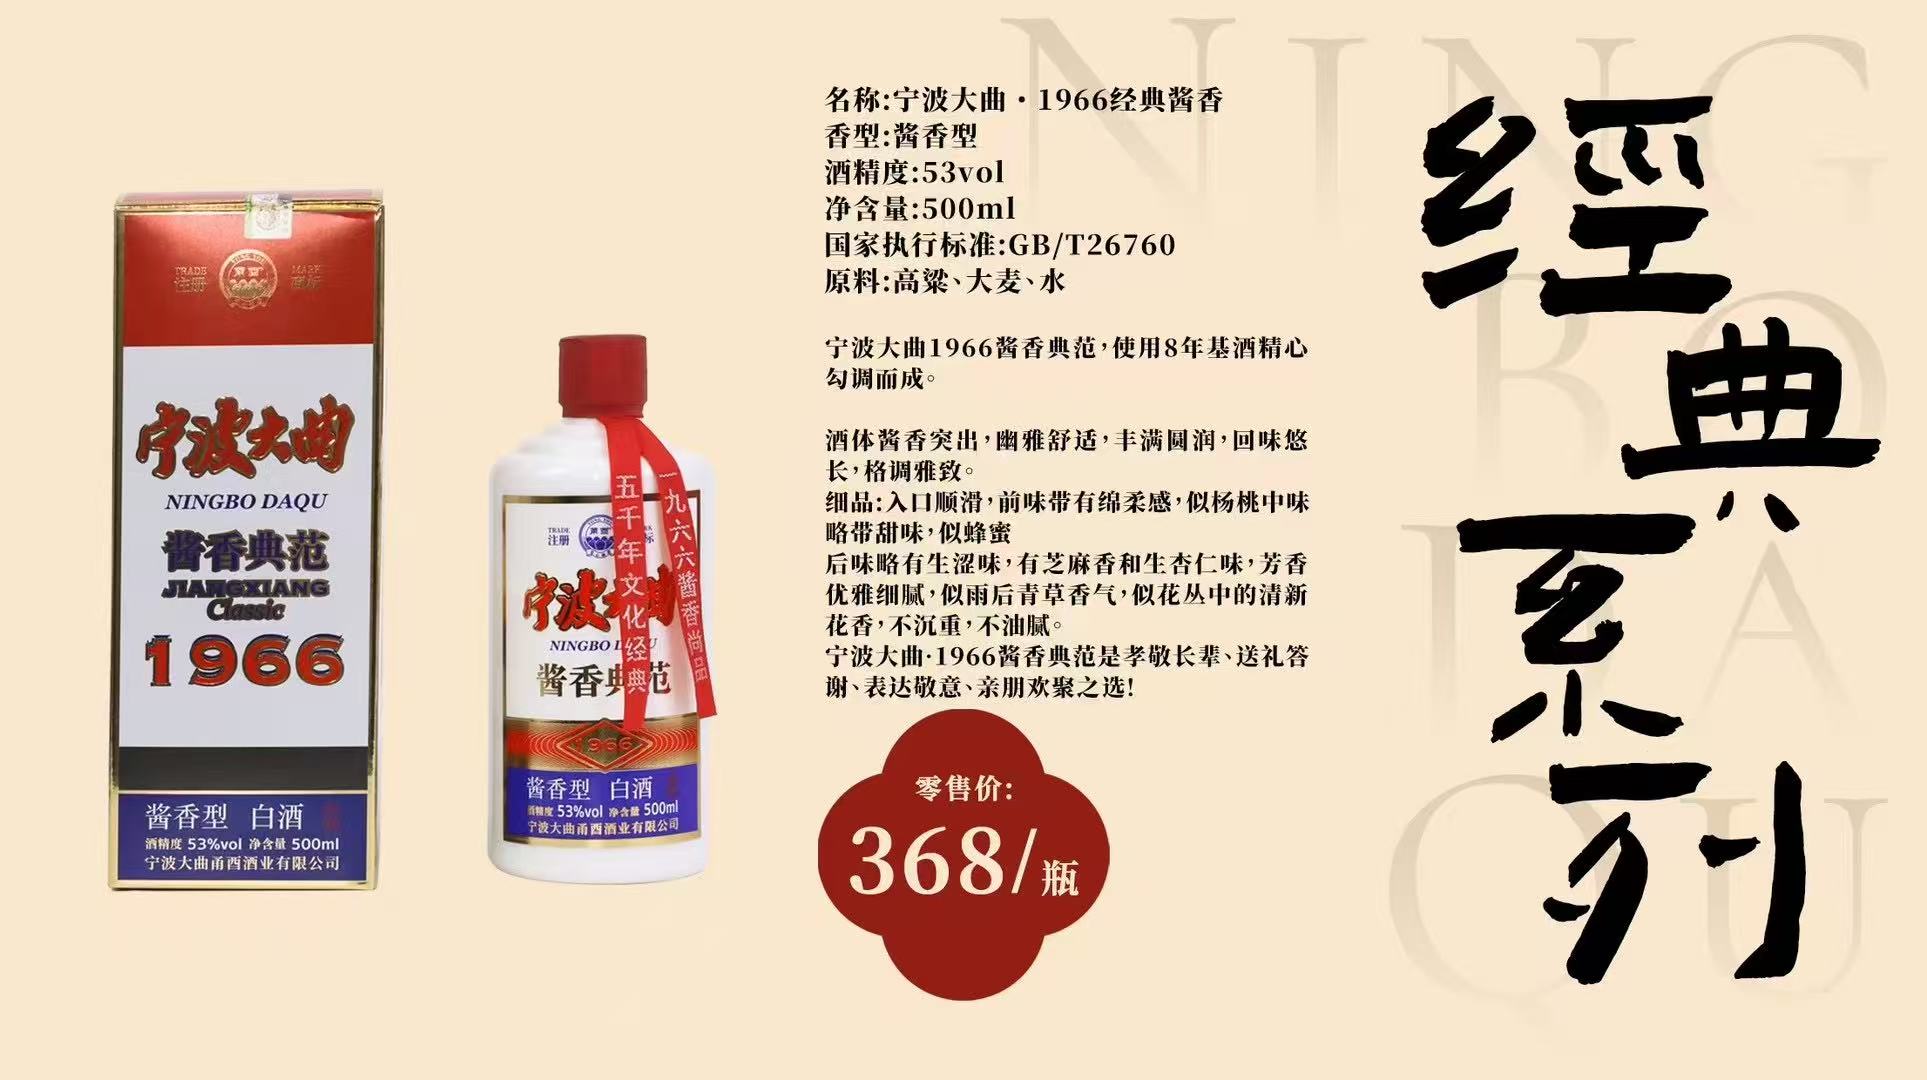 NING
BO
DA
QU
經典系列
名称:宁波大曲·1966经典酱香
香型:酱香型
酒精度:53vol
净含量:500ml
国家执行标准:GB/T26760
原料:高粱、大麦、水
宁波大曲1966酱香典范,使用8年基酒精心
勾调而成。
酒体酱香突出,幽雅舒适,丰满圆润,回味悠
长,格调雅致。
细品:入口顺滑,前味带有绵柔感,似杨桃中味
略带甜味,似蜂蜜
后味略有生涩味,有芝麻香和生杏仁味,芳香
优雅细腻,似雨后青草香气,似花丛中的清新
花香,不沉重,不油腻。
宁波大曲·1966酱香典范是孝敬长辈、送礼答
谢、表达敬意、亲朋欢聚之选!
零售价:
368/瓶
TRADE MARK
注册 商标
宁波大曲
NINGBO DAQU
酱香典范
JIANGXIANG
Classic
1966
酱香型 白酒
酒精度 53%vol 净含量 500ml
宁波大曲甬酉酒业有限公司
一九六六酱香尚品
五千年文化经典
TRADE
注册 标
宁波大曲
NINGBO
酱香典范
1966
酱香型 白酒
酒精度 53%vol 净含量 500ml
宁波大曲甬酉酒业有限公司